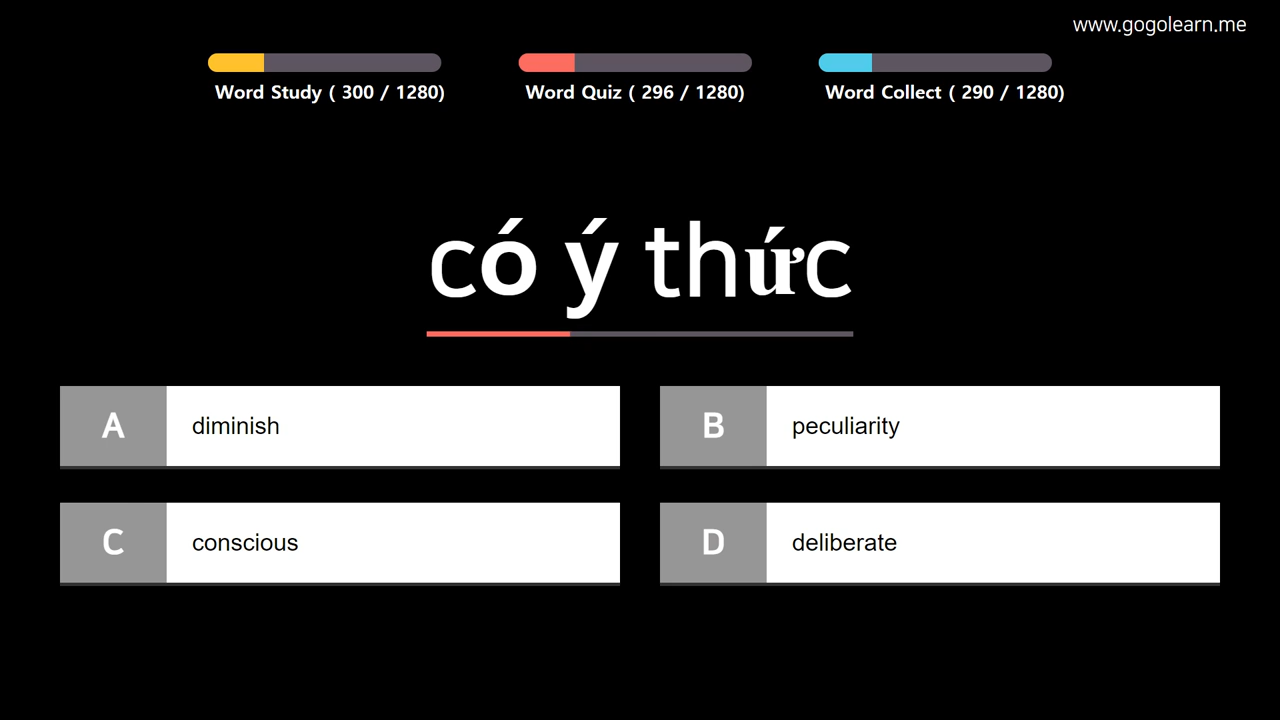 www.gogolearn.me
Word Study ( 300 / 1280)
Word Quiz ( 296 / 1280)
Word Collect ( 290 / 1280)
có ý thức
A diminish
B peculiarity
C conscious
D deliberate